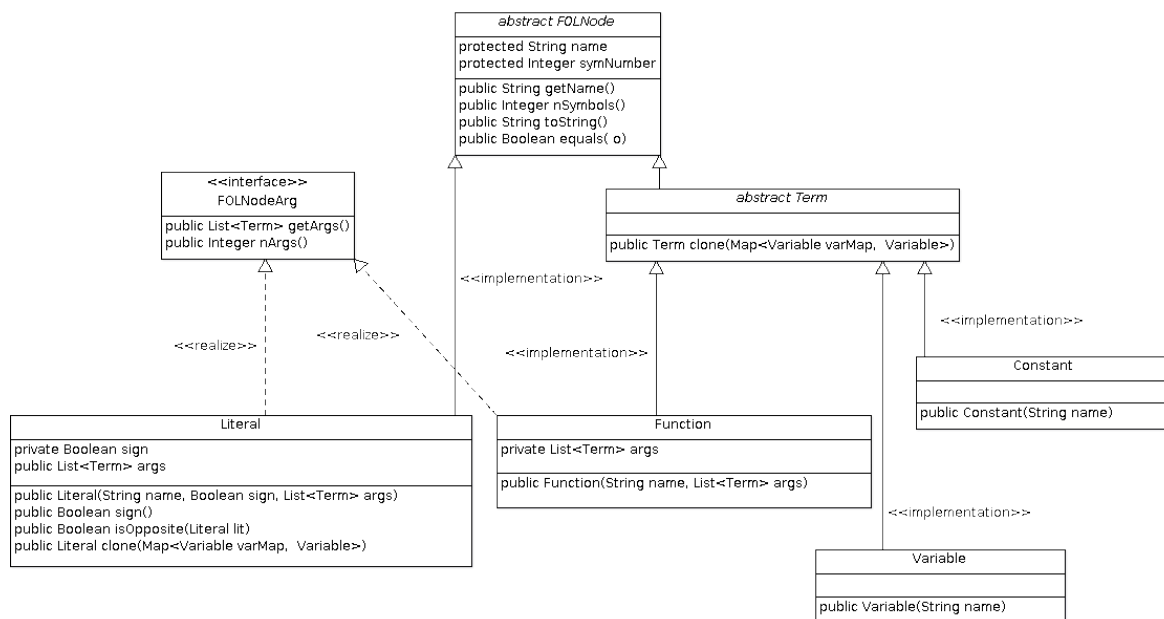 abstract FOLNode
protected String name
protected Integer symNumber
public String getName()
public Integer nSymbols()
public String toString()
public Boolean equals( o)
<<interface>>
FOLNodeArg
public List<Term> getArgs()
public Integer nArgs()
abstract Term
public Term clone(Map<Variable varMap,  Variable>)
<<implementation>>
<<realize>>
<<realize>>
<<implementation>>
<<implementation>>
Constant
public Constant(String name)
Literal
private Boolean sign
public List<Term> args
public Literal(String name, Boolean sign, List<Term> args)
public Boolean sign()
public Boolean isOpposite(Literal lit)
public Literal clone(Map<Variable varMap,  Variable>)
Function
private List<Term> args
public Function(String name, List<Term> args)
<<implementation>>
Variable
public Variable(String name)